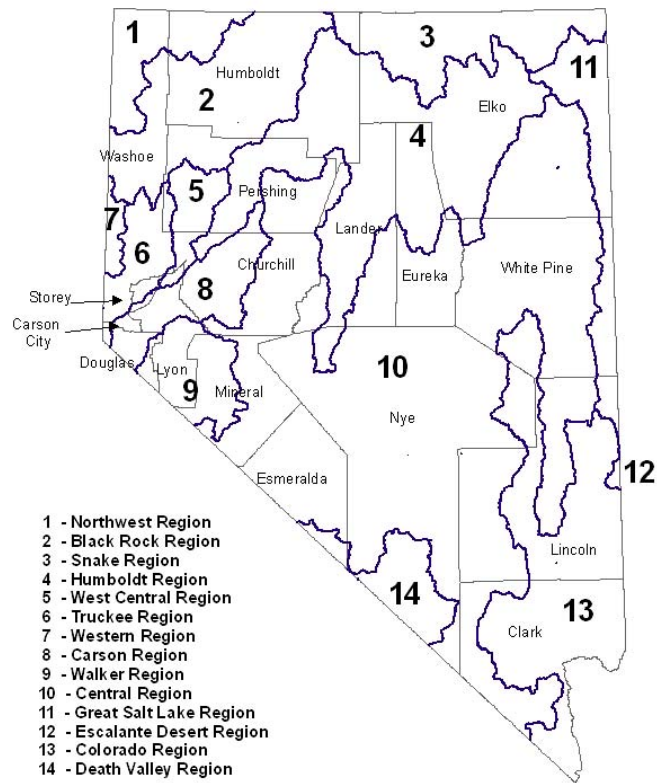 1
3
Humboldt
11
2
Elko
Washoe
4
5
Pershing
7
Lander
6
Churchill
White Pine
Eureka
Storey
8
Carson
City
Douglas
Lyon
10
9
Mineral
Nye
Esmeralda
12
Lincoln
14
13
Clark
1 - Northwest Region
2 - Black Rock Region
3 - Snake Region
4 - Humboldt Region
5 - West Central Region
6 - Truckee Region
7 - Western Region
8 - Carson Region
9 - Walker Region
10 - Central Region
11 - Great Salt Lake Region
12 - Escalante Desert Region
13 - Colorado Region
14 - Death Valley Region